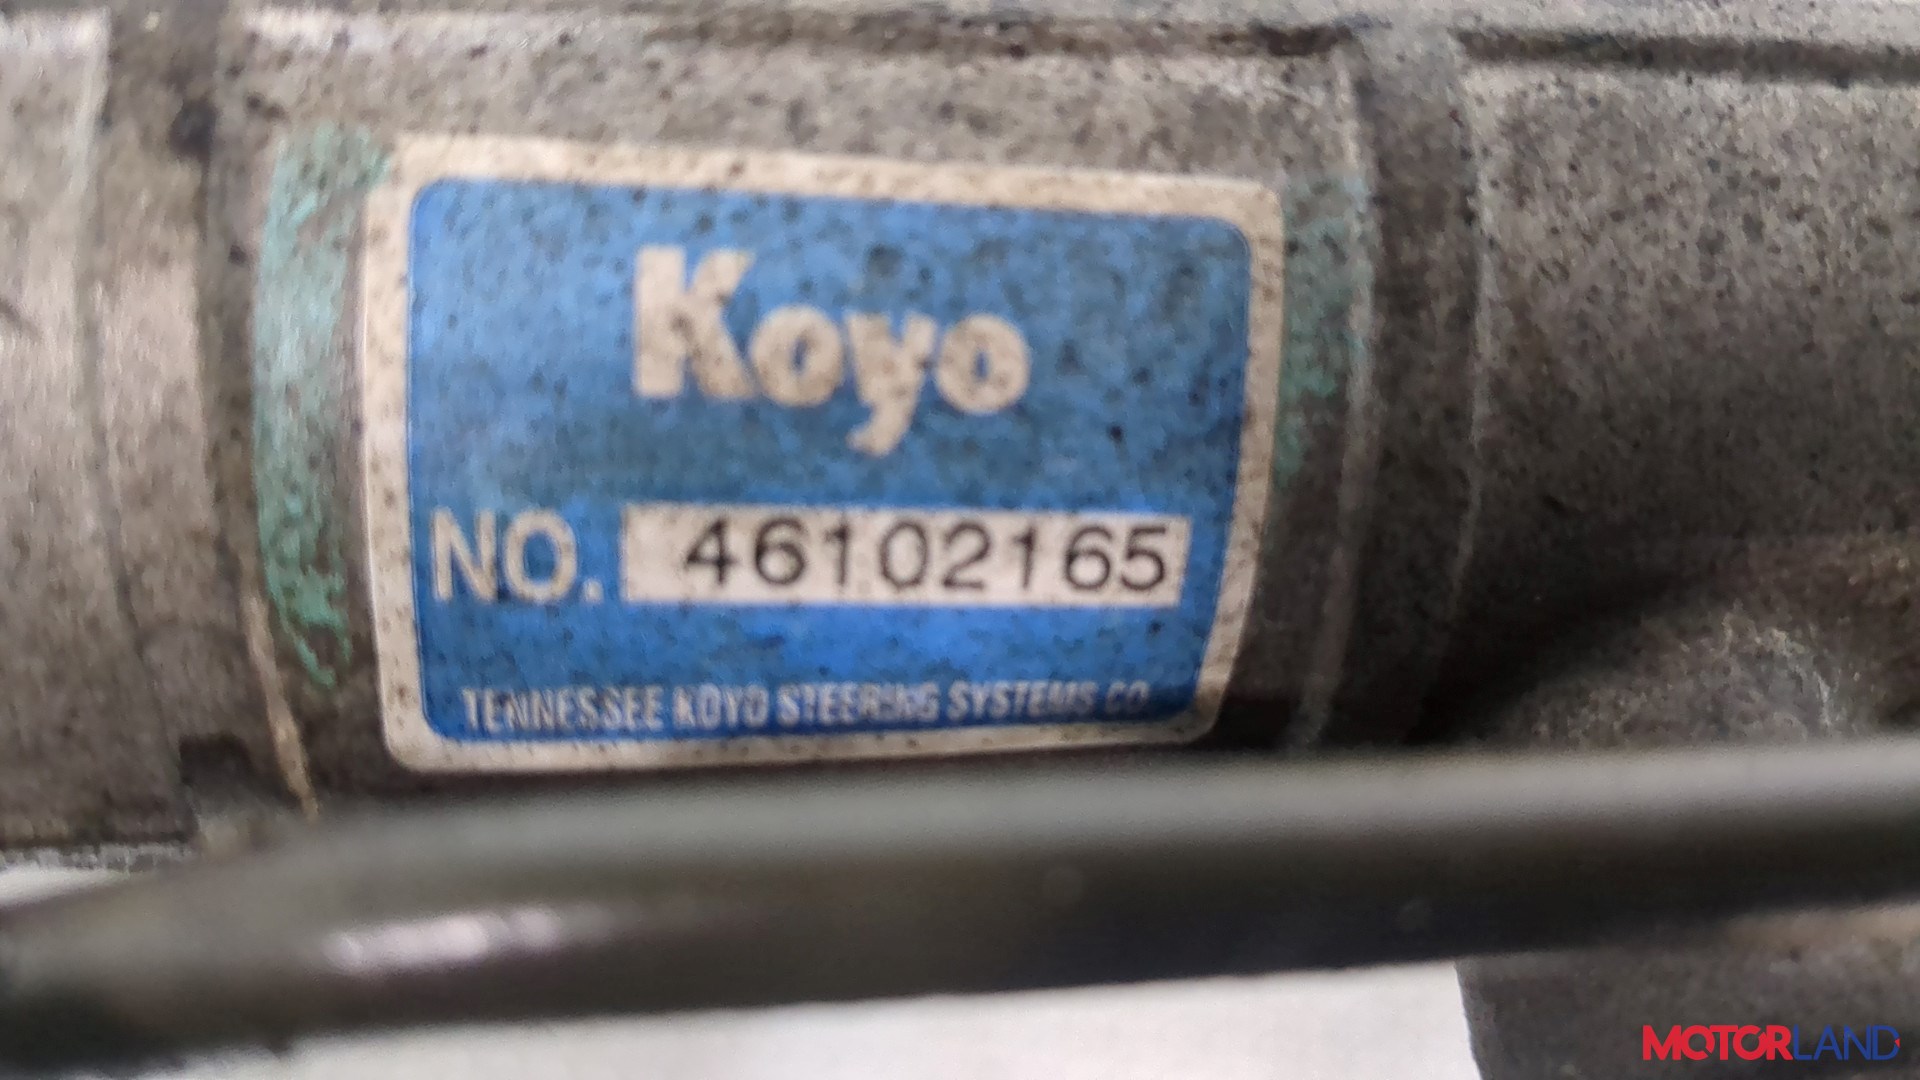 Koyo
NO. 46102165
TENNESSEE KOYO STEERING SYSTEMS CO.
MOTORLAND